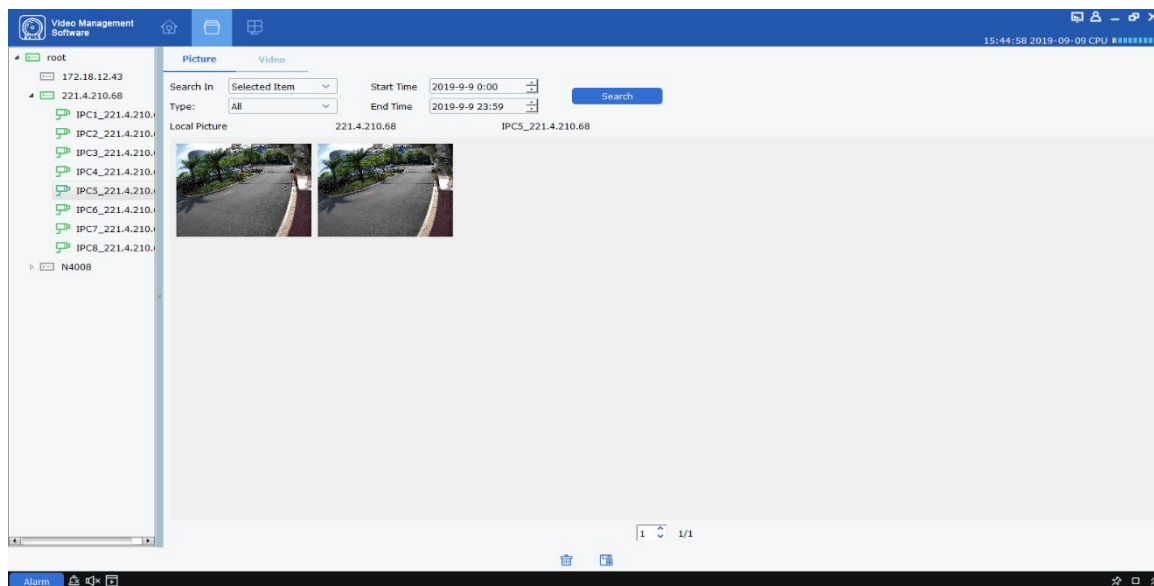 Video Management
Software
15:44:58 2019-09-09 CPU
root
172.18.12.43
221.4.210.68
IPC1_221.4.210.
IPC2_221.4.210.
IPC3_221.4.210.
IPC4_221.4.210.
IPC5_221.4.210.
IPC6_221.4.210.
IPC7_221.4.210.
IPC8_221.4.210.6
N4008
Picture Video
Search In Selected Item Start Time 2019-9-9 0:00
Search
Type: All End Time 2019-9-9 23:59
Local Picture 221.4.210.68 IPC5_221.4.210.68
1 1/1
Alarm